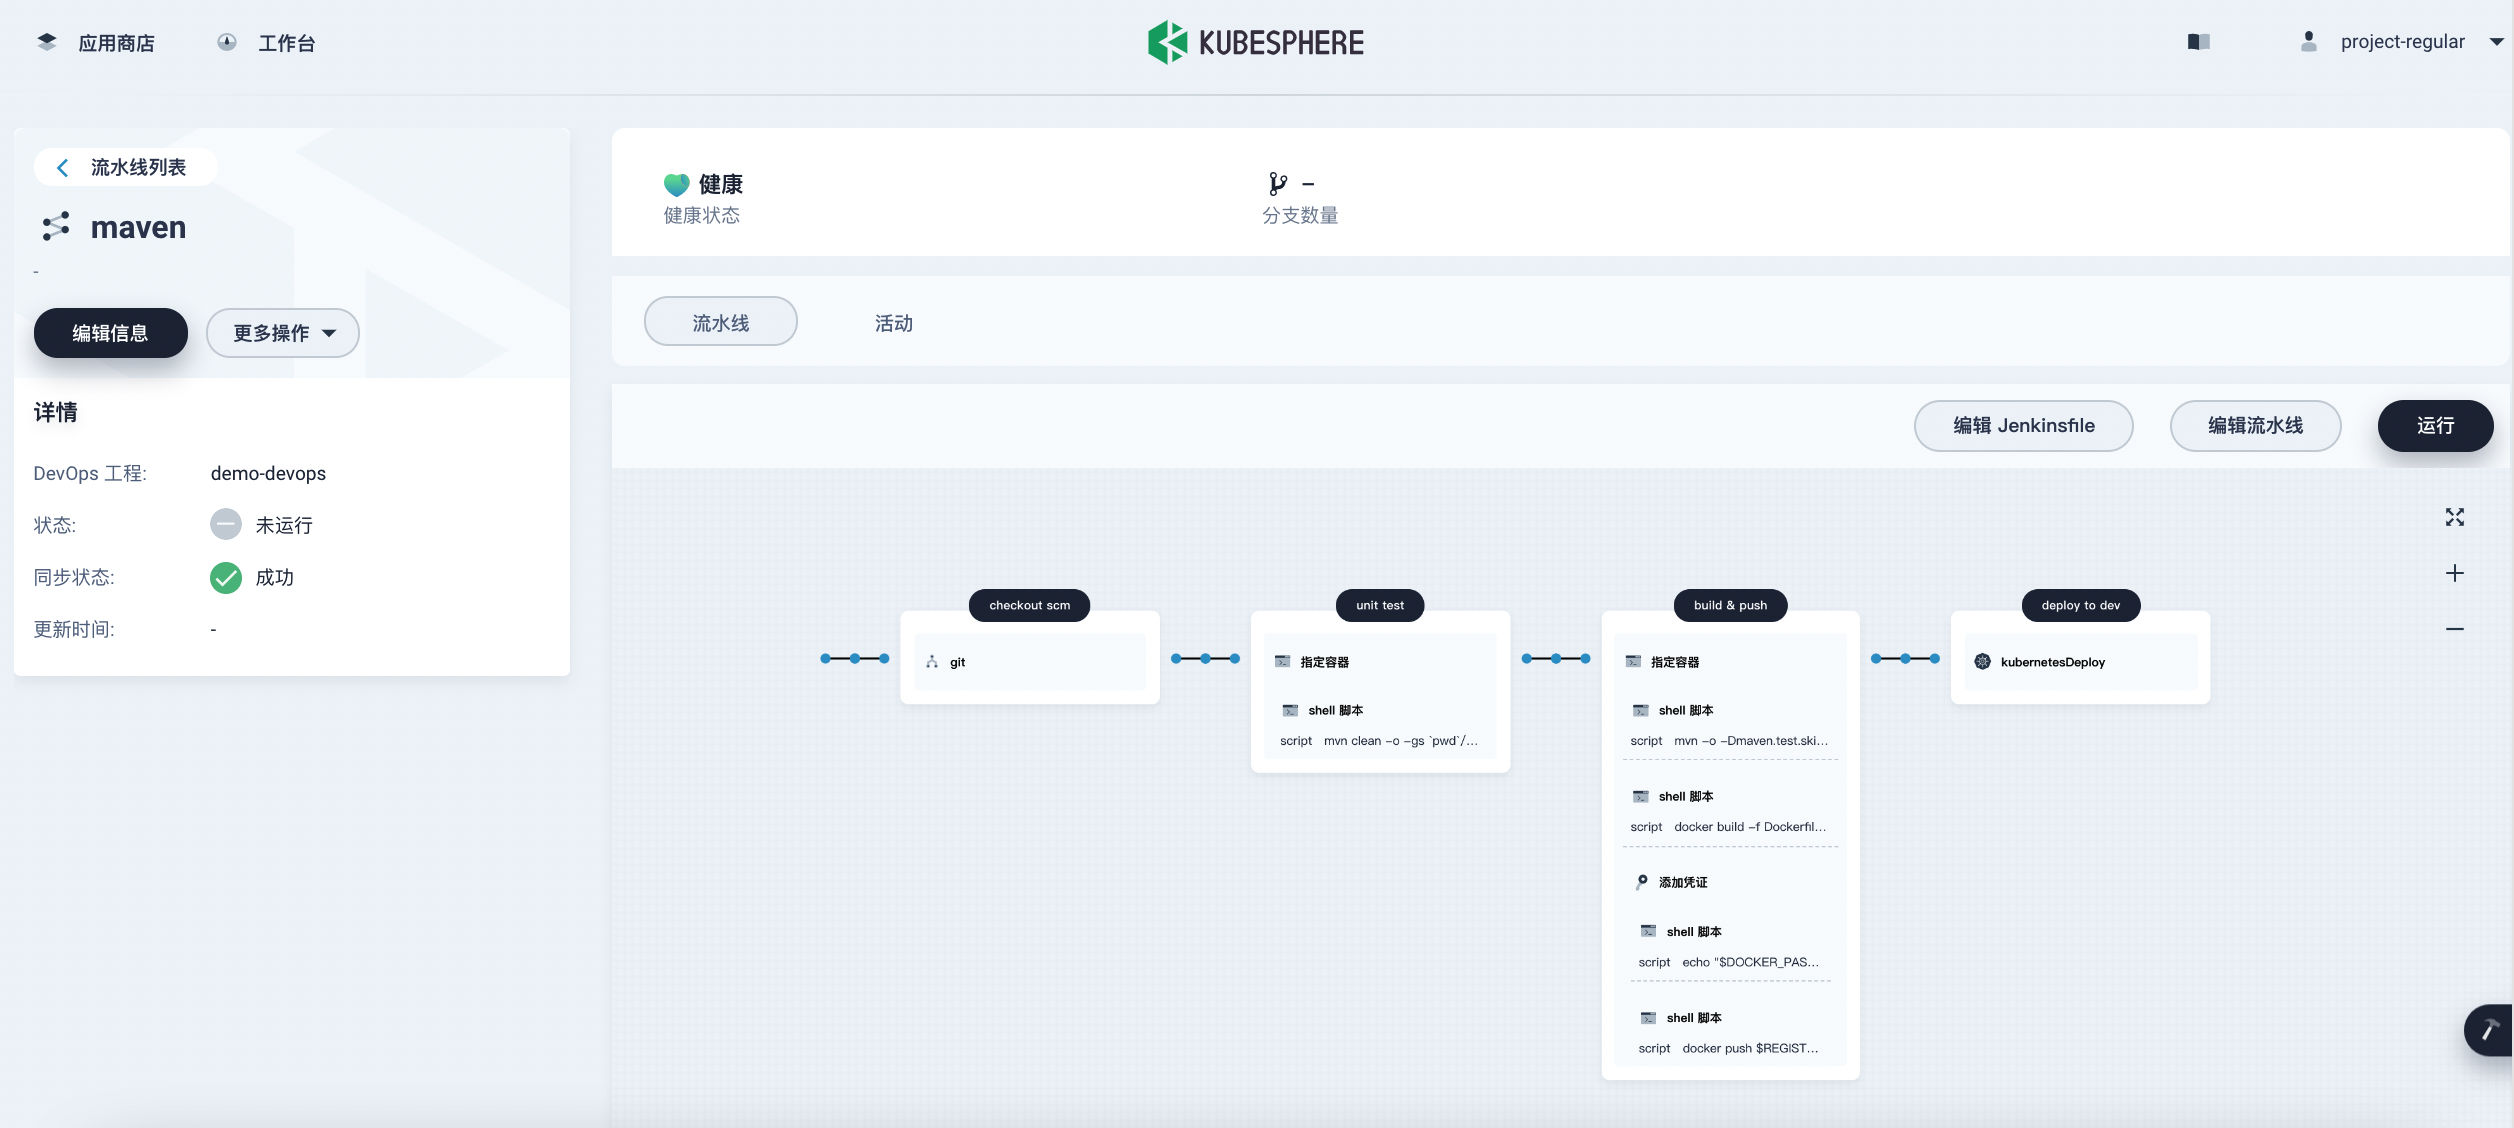 应用商店
工作台
KUBESPHERE
project-regular
流水线列表
maven
-
编辑信息
更多操作
详情
DevOps 工程:
demo-devops
状态:
未运行
同步状态:
成功
更新时间:
-
健康
健康状态
–
分支数量
流水线
活动
编辑 Jenkinsfile
编辑流水线
运行
checkout scm
git
unit test
指定容器
shell 脚本
script mvn clean -o -gs `pwd`/...
build & push
指定容器
shell 脚本
script mvn -o -Dmaven.test.ski...
shell 脚本
script docker build -f Dockerfil...
添加凭证
shell 脚本
script echo "$DOCKER_PAS...
shell 脚本
script docker push $REGIST...
deploy to dev
kubernetesDeploy